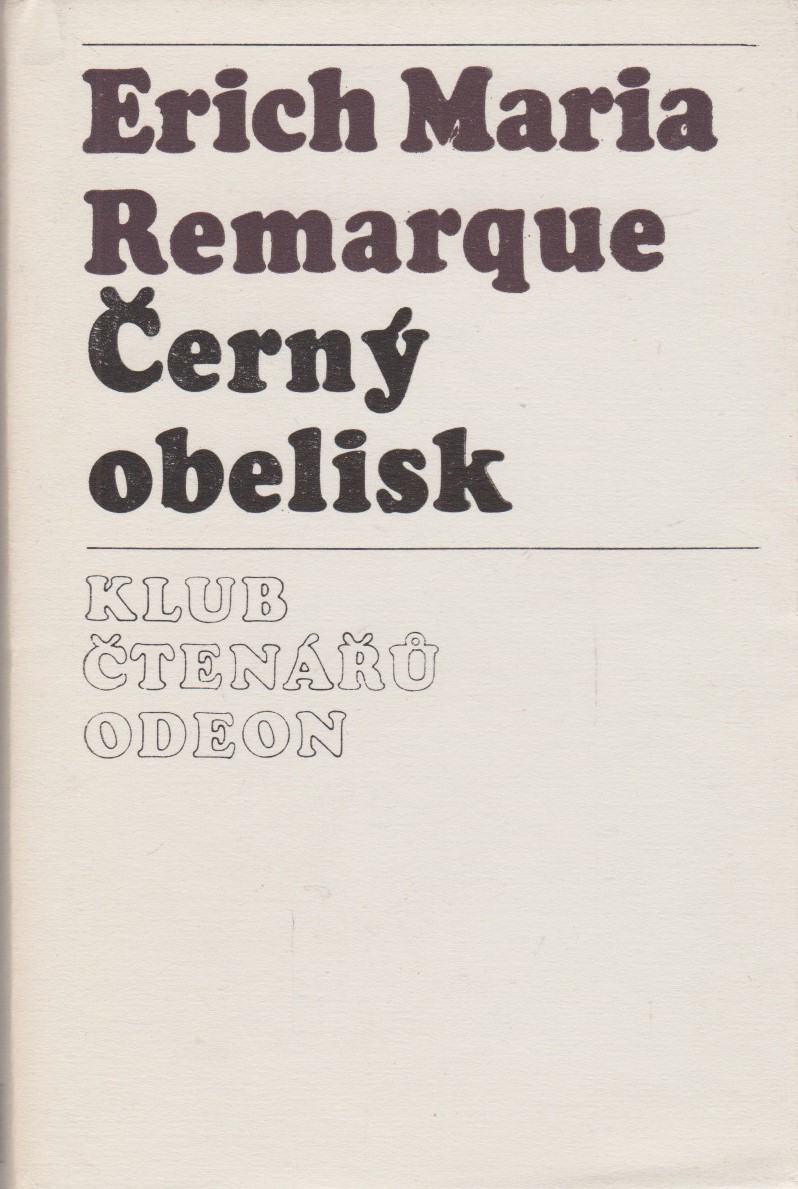 Erich Maria
Remarque
Černý
obelisk
KLUB
ČTENÁŘŮ
ODEON